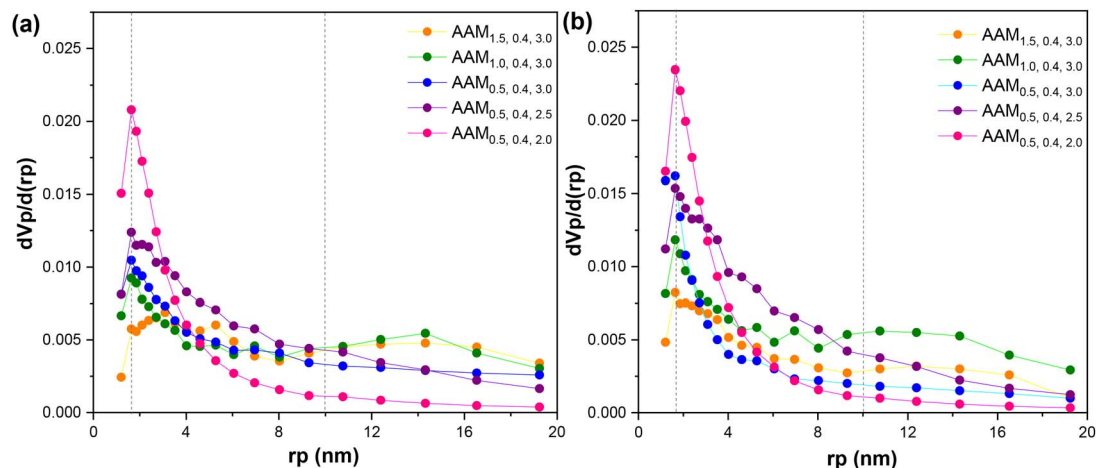 (a)
AAM1.5, 0.4, 3.0
AAM1.0, 0.4, 3.0
AAM0.5, 0.4, 3.0
AAM0.5, 0.4, 2.5
AAM0.5, 0.4, 2.0
dVp/d(rp)
0.025
0.020
0.015
0.010
0.005
0.000
0 2 4 8 12 16 20
rp (nm)
(b)
AAM1.5, 0.4, 3.0
AAM1.0, 0.4, 3.0
AAM0.5, 0.4, 3.0
AAM0.5, 0.4, 2.5
AAM0.5, 0.4, 2.0
dVp/d(rp)
0.025
0.020
0.015
0.010
0.005
0.000
0 2 4 8 12 16 20
rp (nm)